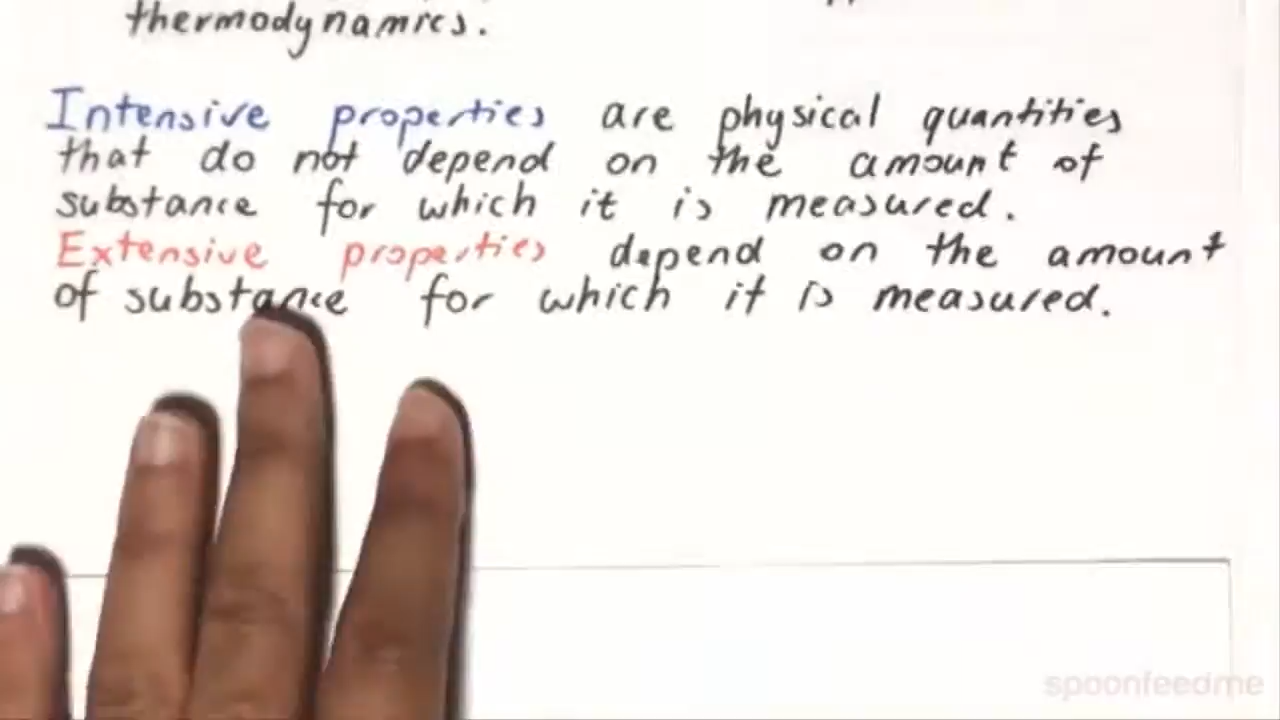 thermodynamics.
Intensive properties are physical quantities
that do not depend on the amount of
substance for which it is measured.
Extensive properties depend on the amount
of substance for which it is measured.
spoonfeedme